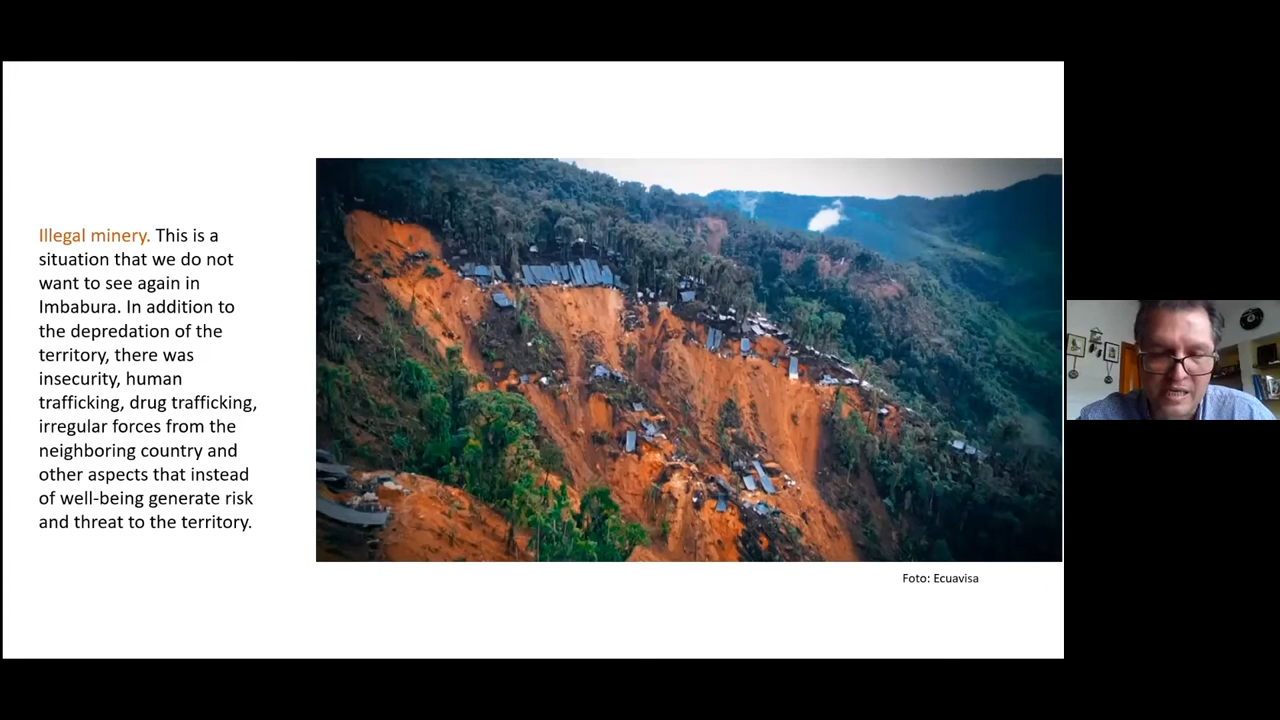 Illegal minery. This is a
situation that we do not
want to see again in
Imbabura. In addition to
the depredation of the
territory, there was
insecurity, human
trafficking, drug trafficking,
irregular forces from the
neighboring country and
other aspects that instead
of well-being generate risk
and threat to the territory.
Foto: Ecuavisa